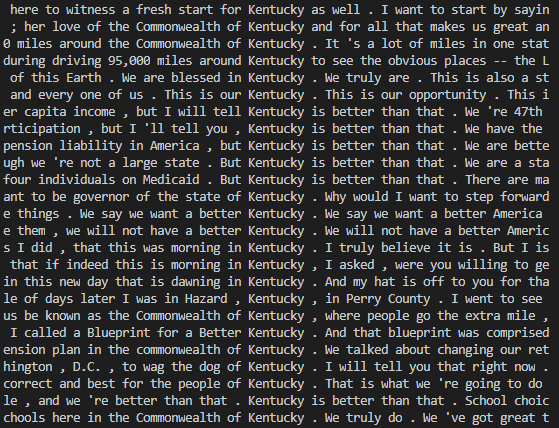 here to witness a fresh start for Kentucky as well . I want to start by sayin
; her love of the Commonwealth of Kentucky and for all that makes us great an
0 miles around the Commonwealth of Kentucky . It 's a lot of miles in one stat
during driving 95,000 miles around Kentucky to see the obvious places -- the L
of this Earth . We are blessed in Kentucky . We truly are . This is also a st
and every one of us . This is our Kentucky . This is our opportunity . This i
er capita income , but I will tell Kentucky is better than that . We 're 47th
rticipation , but I 'll tell you , Kentucky is better than that . We have the
pension liability in America , but Kentucky is better than that . We are bette
ugh we 're not a large state . But Kentucky is better than that . We are a sta
four individuals on Medicaid . But Kentucky is better than that . There are ma
ant to be governor of the state of Kentucky . Why would I want to step forward
e things . We say we want a better Kentucky . We say we want a better America
e them , we will not have a better Kentucky . We will not have a better Americ
s I did , that this was morning in Kentucky . I truly believe it is . But I is
that if indeed this is morning in Kentucky , I asked , were you willing to ge
in this new day that is dawning in Kentucky . And my hat is off to you for tha
le of days later I was in Hazard , Kentucky , in Perry County . I went to see
us be known as the Commonwealth of Kentucky , where people go the extra mile ,
I called a Blueprint for a Better Kentucky . And that blueprint was comprised
ension plan in the commonwealth of Kentucky . We talked about changing our ret
hington , D.C. , to wag the dog of Kentucky . I will tell you that right now .
correct and best for the people of Kentucky . That is what we 're going to do
le , and we 're better than that . Kentucky is better than that . School choic
chools here in the Commonwealth of Kentucky . We truly do . We 've got great t